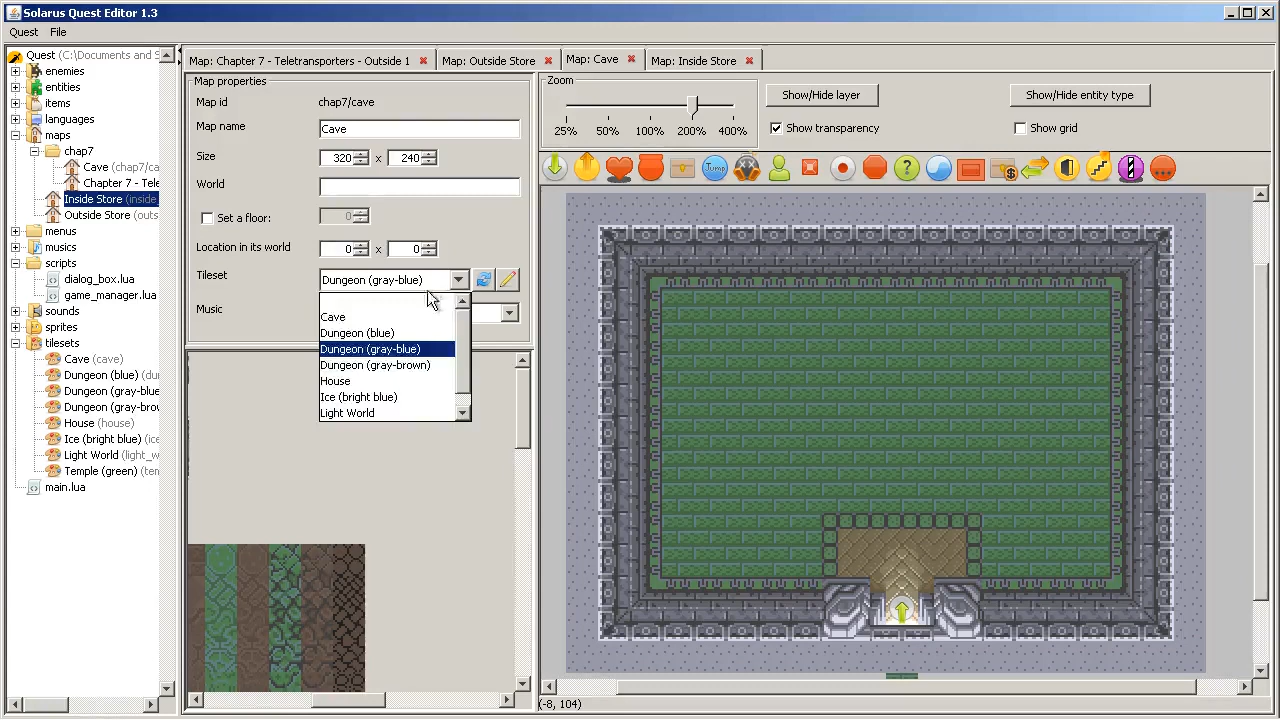 Solarus Quest Editor 1.3
Quest File
Quest (C:\Documents and S
enemies
entities
items
languages
maps
chap7
Cave (chap7/ca
Chapter 7 - Tele
Inside Store (inside
Outside Store (outs
menus
musics
scripts
dialog_box.lua
game_manager.lua
sounds
sprites
tilesets
Cave (cave)
Dungeon (blue) (du
Dungeon (gray-blue
Dungeon (gray-brow
House (house)
Ice (bright blue) (ice
Light World (light_w
Temple (green) (tem
main.lua
Map: Chapter 7 - Teletransporters - Outside 1
Map: Outside Store
Map: Cave
Map: Inside Store
Map properties
Map id chap7/cave
Map name Cave
Size 320 x 240
World
Set a floor: 0
Location in its world 0 x 0
Tileset Dungeon (gray-blue)
Music
Cave
Dungeon (blue)
Dungeon (gray-blue)
Dungeon (gray-brown)
House
Ice (bright blue)
Light World
Zoom
25% 50% 100% 200% 400%
Show/Hide layer
Show/Hide entity type
Show transparency
Show grid
Jump
?
$
(-8, 104)